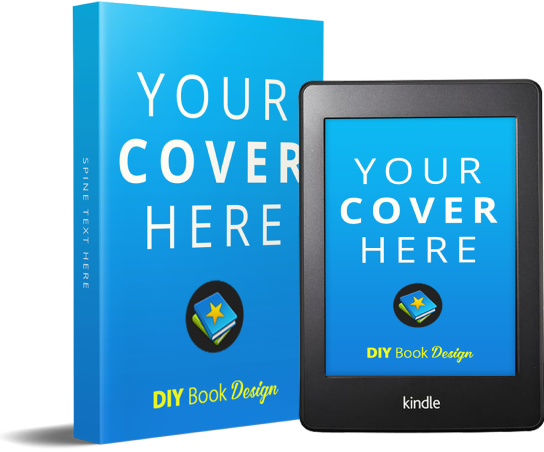 YOUR
COVER
HERE
SPINE TEXT HERE
DIY Book Design
YOUR
COVER
HERE
DIY Book Design
kindle